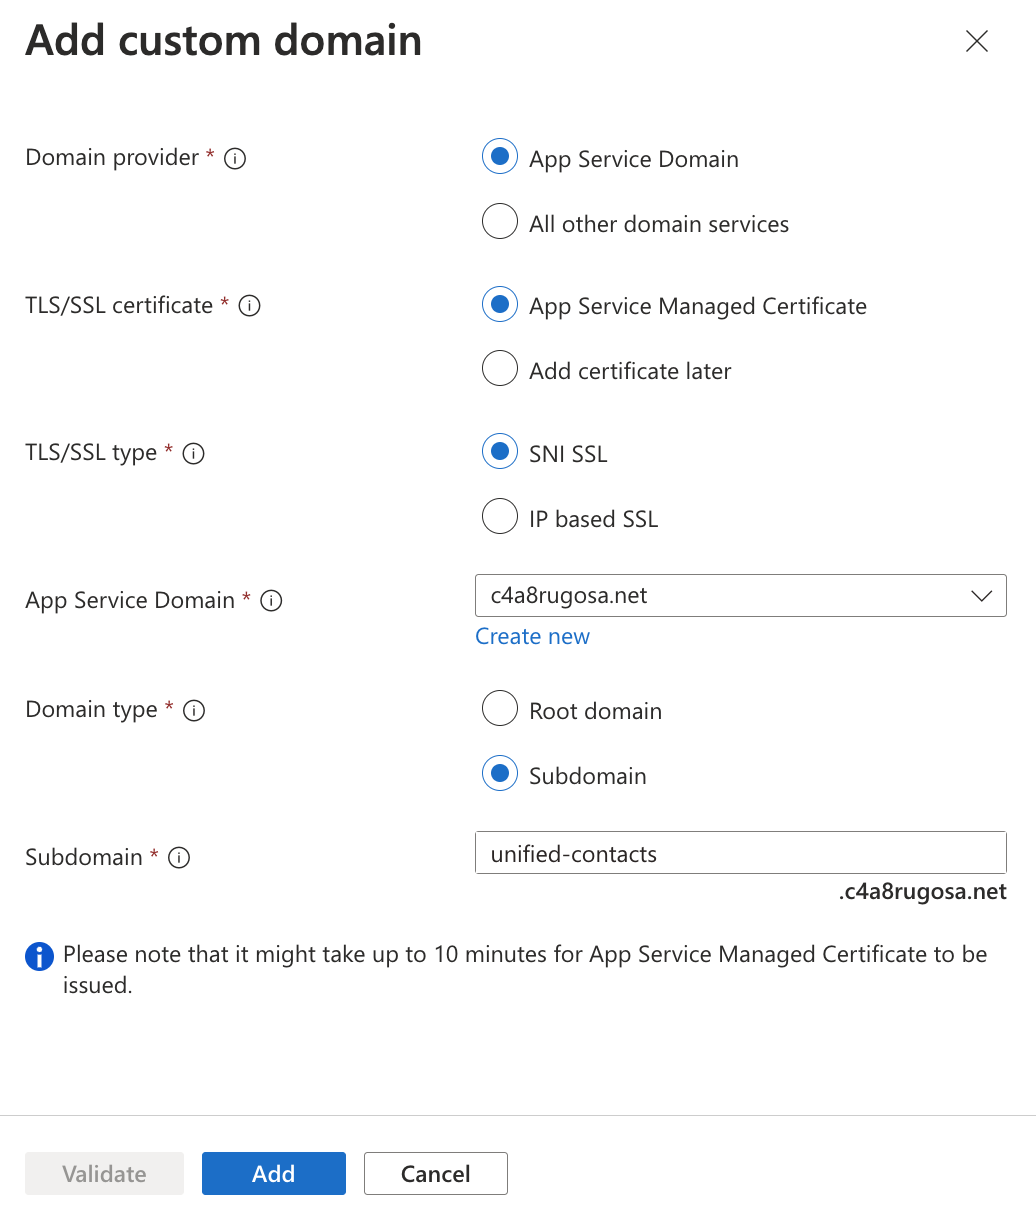 Add custom domain
Domain provider *
App Service Domain
All other domain services
TLS/SSL certificate *
App Service Managed Certificate
Add certificate later
TLS/SSL type *
SNI SSL
IP based SSL
App Service Domain *
c4a8rugosa.net
Create new
Domain type *
Root domain
Subdomain
Subdomain *
unified-contacts
.c4a8rugosa.net
Please note that it might take up to 10 minutes for App Service Managed Certificate to be
issued.
Validate
Add
Cancel